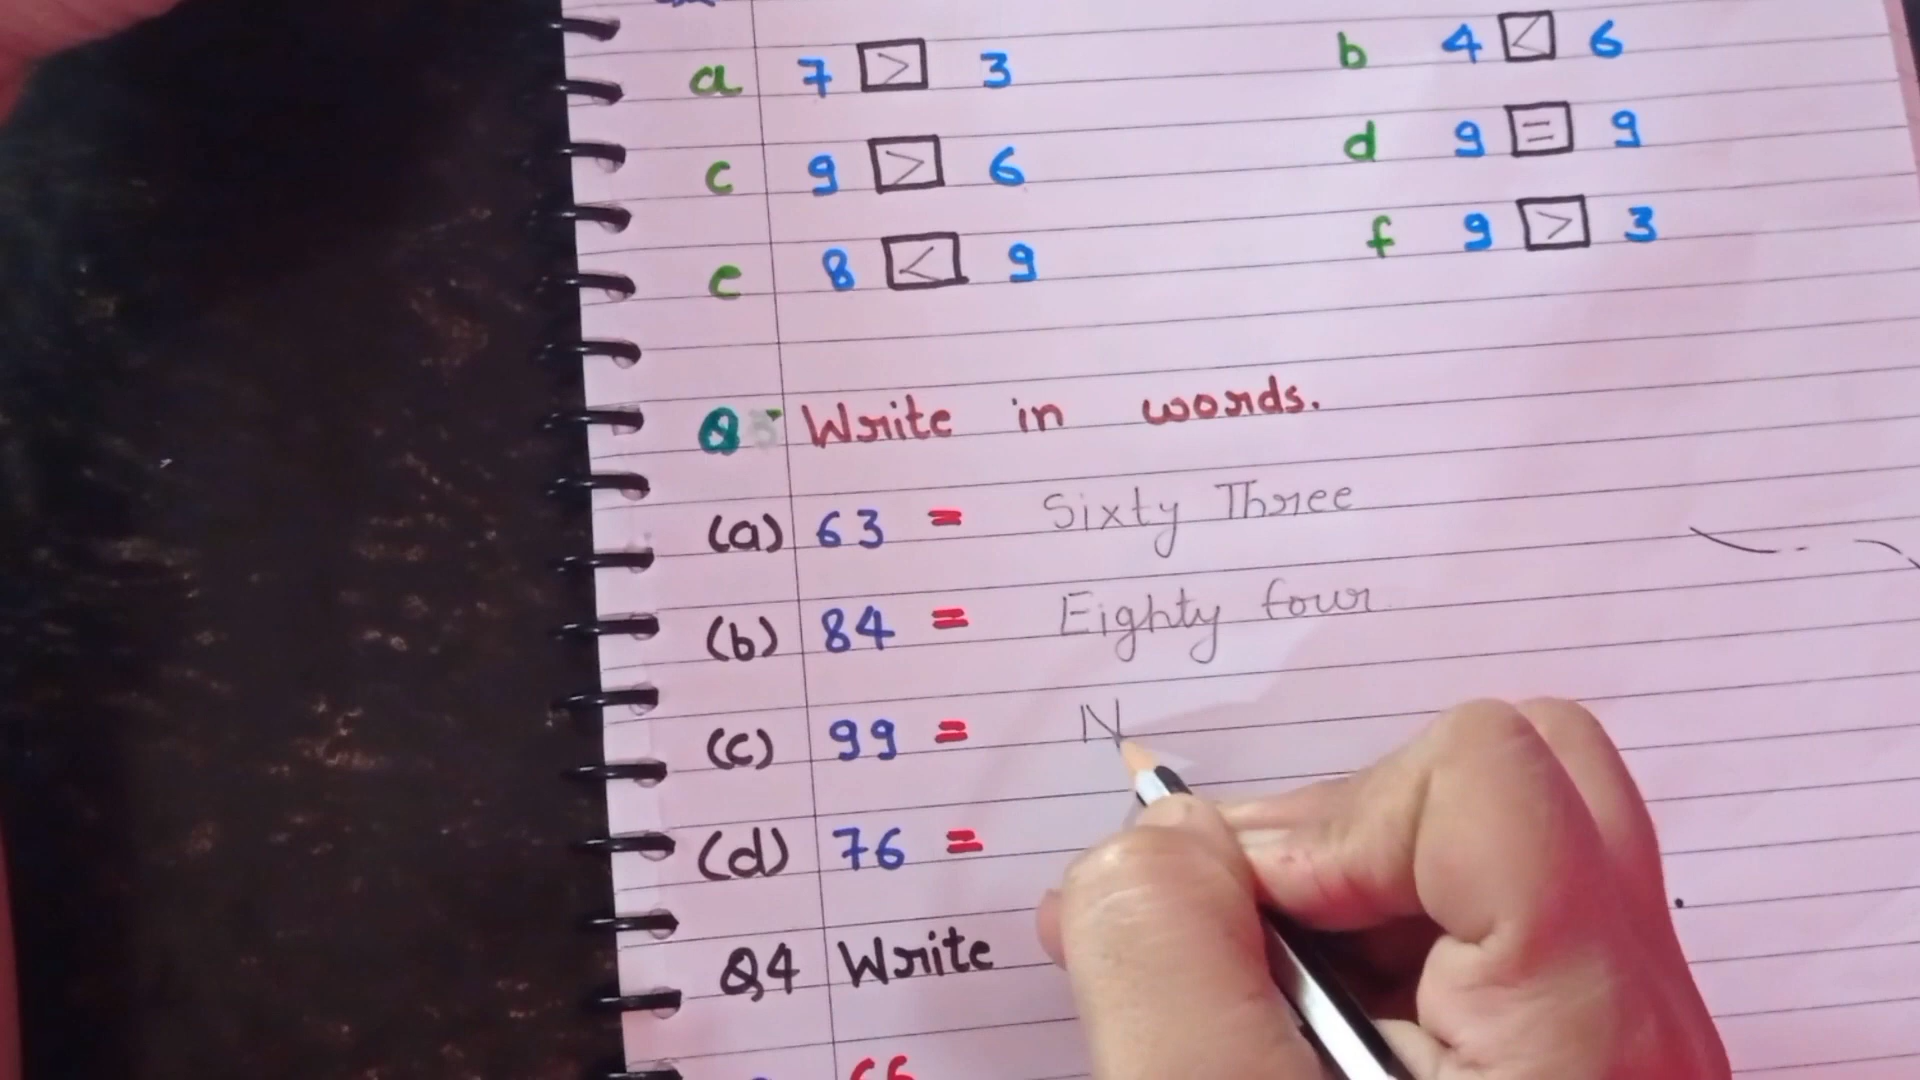 a 7 > 3 b 4 < 6
c 9 > 6 d 9 = 9
e 8 < 9 f 9 > 3
Q Write in words.
(a) 63 = Sixty Three
(b) 84 = Eighty four
(c) 99 = N
(d) 76 =
Q4 Write